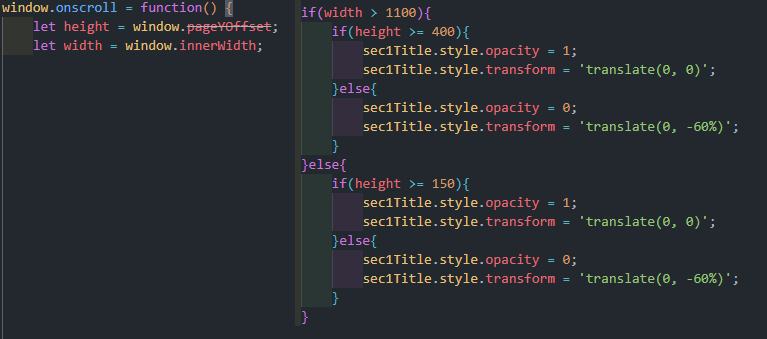 window.onscroll = function() {
let height = window.pageYOffset;
let width = window.innerWidth;
if(width > 1100){
if(height >= 400){
sec1Title.style.opacity = 1;
sec1Title.style.transform = 'translate(0, 0)';
}else{
sec1Title.style.opacity = 0;
sec1Title.style.transform = 'translate(0, -60%)';
}
}else{
if(height >= 150){
sec1Title.style.opacity = 1;
sec1Title.style.transform = 'translate(0, 0)';
}else{
sec1Title.style.opacity = 0;
sec1Title.style.transform = 'translate(0, -60%)';
}
}